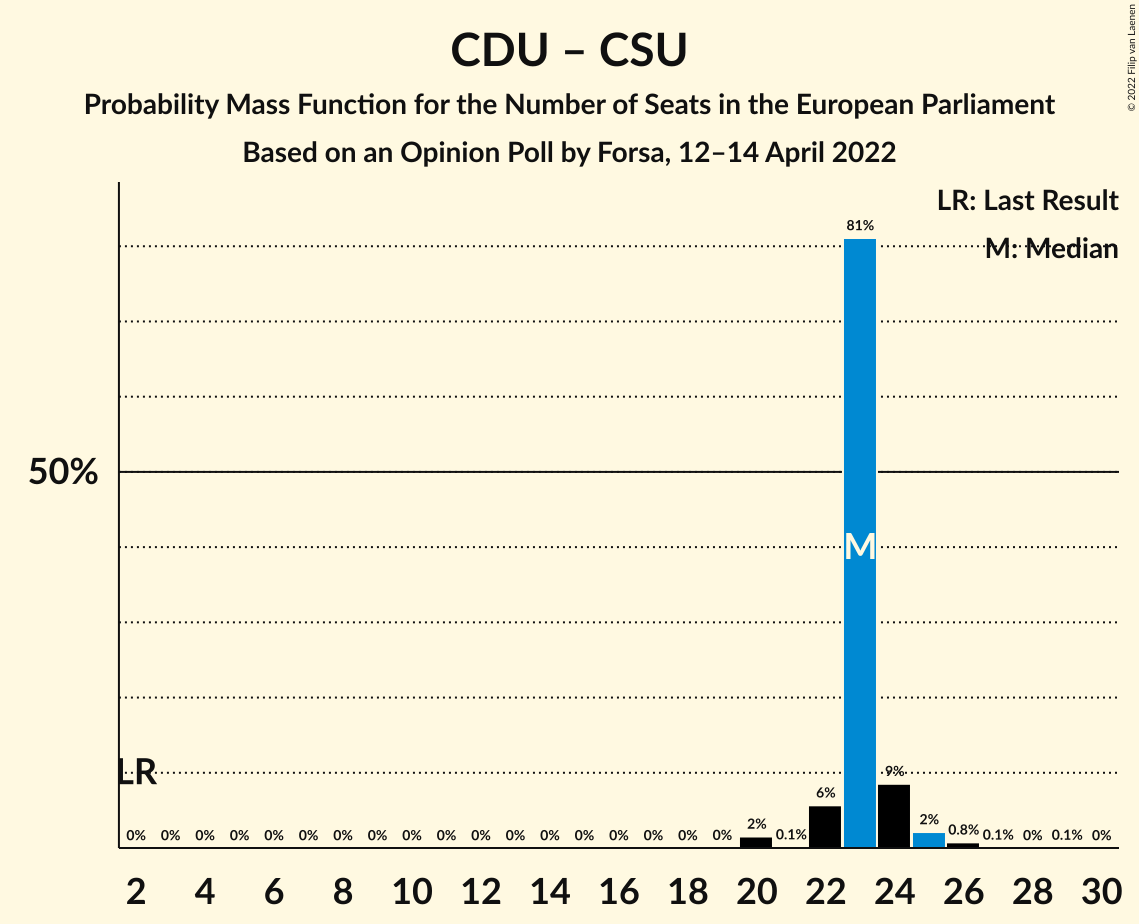 © 2022 Filip van Laenen
CDU – CSU
Probability Mass Function for the Number of Seats in the European Parliament
Based on an Opinion Poll by Forsa, 12–14 April 2022
LR: Last Result
M: Median
81%
50%
M
LR
0% 0% 0% 0% 0% 0% 0% 0% 0% 0% 0% 0% 0% 0% 0% 0% 0% 0% 2% 0.1% 6% 9% 2% 0.8% 0.1% 0% 0.1% 0%
2 4 6 8 10 12 14 16 18 20 22 24 26 28 30